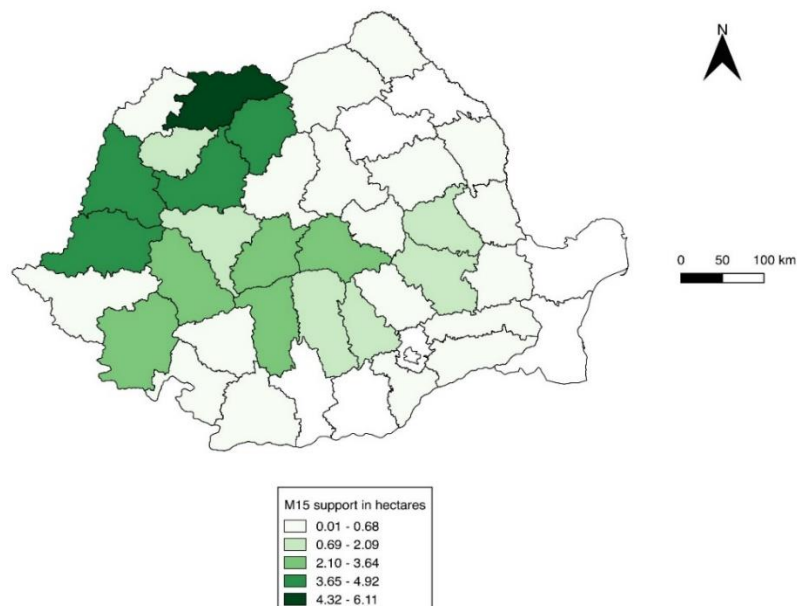 N
0 50 100 km
M15 support in hectares
0.01 - 0.68
0.69 - 2.09
2.10 - 3.64
3.65 - 4.92
4.32 - 6.11